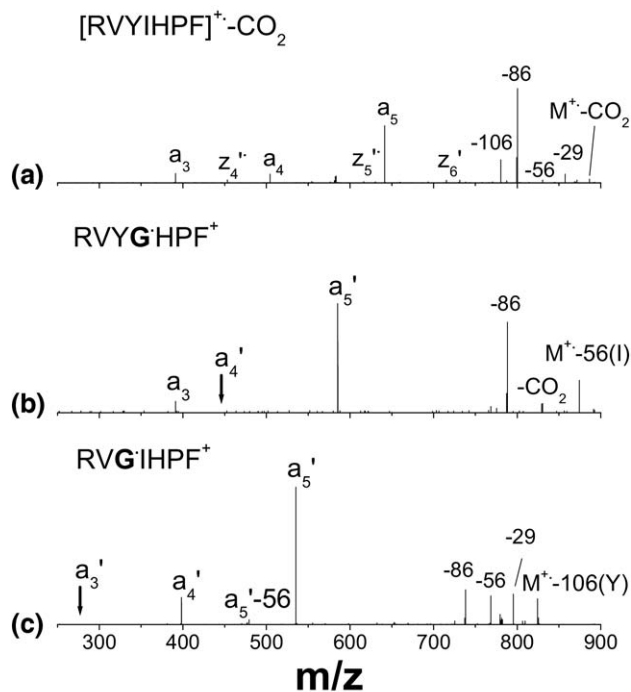 [RVYIHPF]⁺·-CO₂
-86
a₅
M⁺·-CO₂
-106
-29
a₃
z₄'·
a₄
z₅'·
z₆'
-56
(a)
RVYG·HPF⁺
a₅'
-86
a₄'
M⁺·-56(I)
a₃
-CO₂
(b)
RVG·IHPF⁺
a₅'
-29
a₃'
-86
-56
a₄'
a₅'-56
M⁺·-106(Y)
(c)
300 400 500 600 700 800 900
m/z